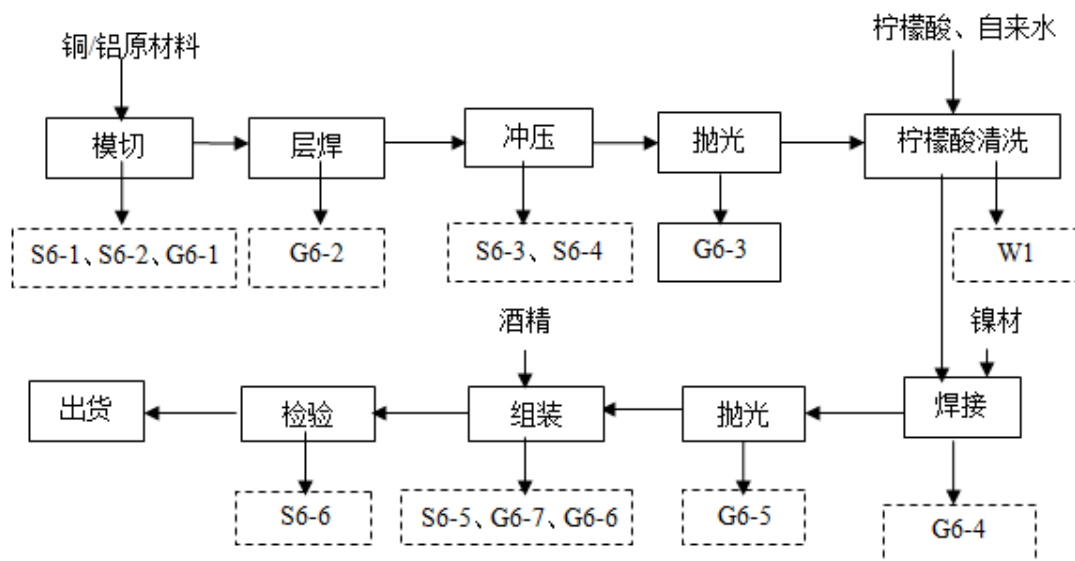 铜/铝原材料
柠檬酸、自来水
模切
层焊
冲压
抛光
柠檬酸清洗
S6-1、S6-2、G6-1
G6-2
S6-3、S6-4
G6-3
W1
酒精
镍材
出货
检验
组装
抛光
焊接
S6-6
S6-5、G6-7、G6-6
G6-5
G6-4